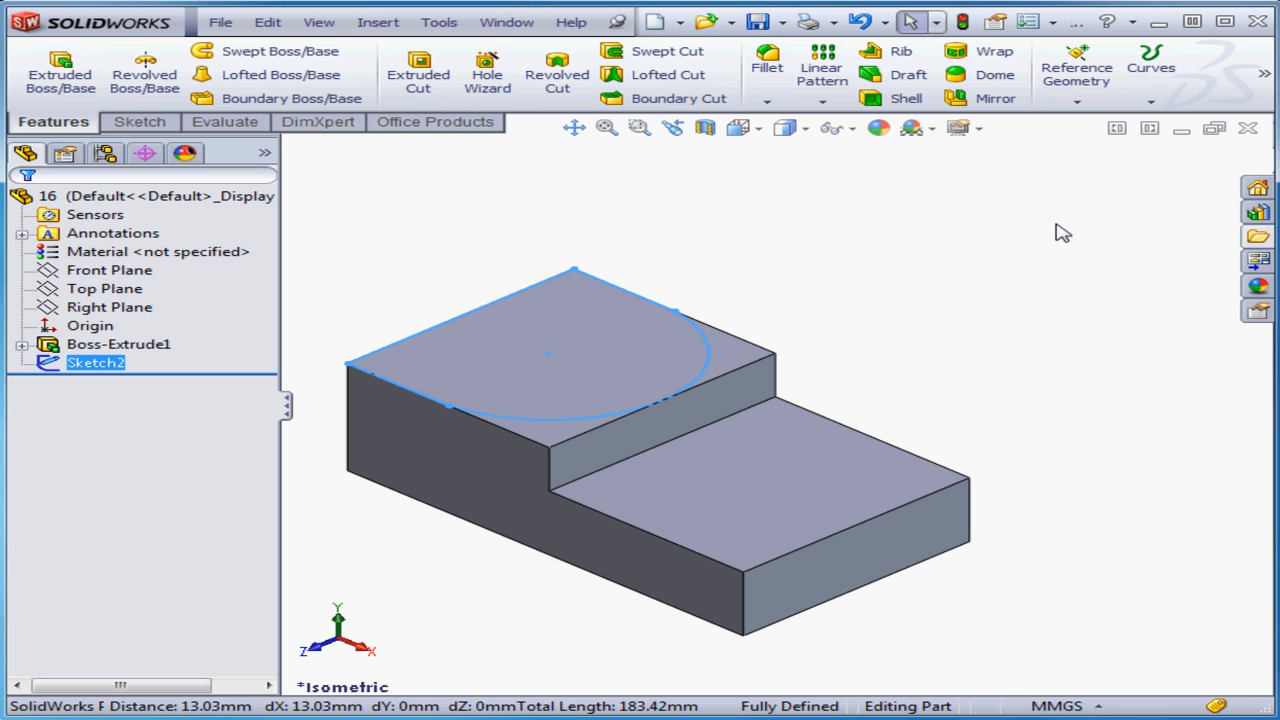 SW SOLIDWORKS File Edit View Insert Tools Window Help ... ?
Extruded Boss/Base Revolved Boss/Base Swept Boss/Base Lofted Boss/Base Boundary Boss/Base Extruded Cut Hole Wizard Revolved Cut Swept Cut Lofted Cut Boundary Cut Fillet Linear Pattern Rib Draft Shell Wrap Dome Mirror Reference Geometry Curves
Features Sketch Evaluate DimXpert Office Products
16 (Default<<Default>_Display
Sensors
A Annotations
Material <not specified>
Front Plane
Top Plane
Right Plane
Origin
Boss-Extrude1
Sketch2
Y
Z X
*Isometric
SolidWorks F Distance: 13.03mm dX: 13.03mm dY: 0mm dZ: 0mmTotal Length: 183.42mm Fully Defined Editing Part MMGS